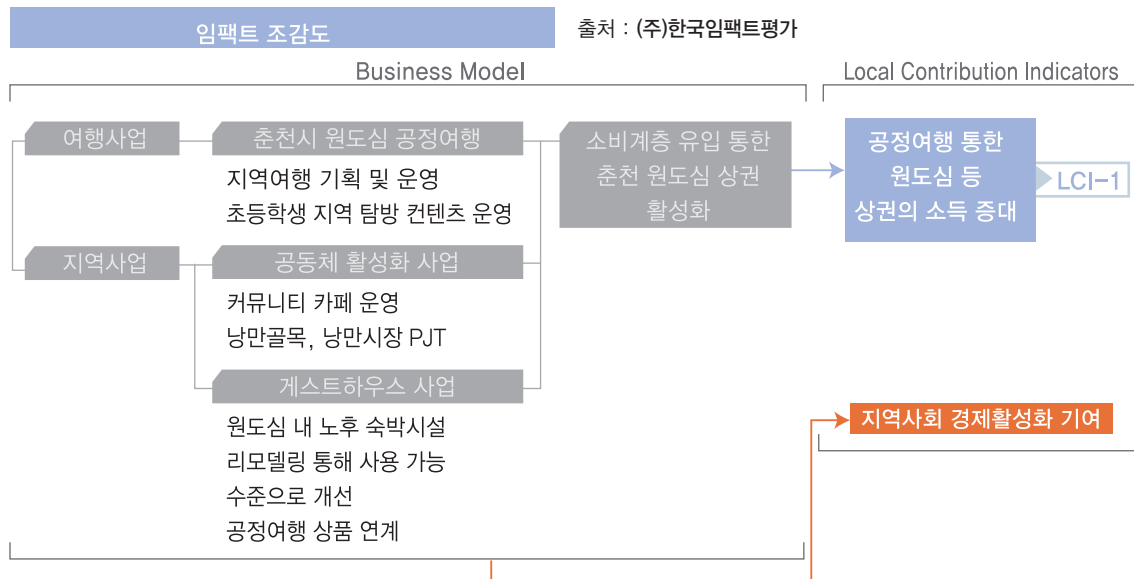 임팩트 조감도
출처 : (주)한국임팩트평가
Business Model
Local Contribution Indicators
여행사업
춘천시 원도심 공정여행
지역여행 기획 및 운영
초등학생 지역 탐방 컨텐츠 운영
소비계층 유입 통한
춘천 원도심 상권
활성화
공정여행 통한
원도심 등
상권의 소득 증대
LCI-1
지역사업
공동체 활성화 사업
커뮤니티 카페 운영
낭만골목, 낭만시장 PJT
게스트하우스 사업
원도심 내 노후 숙박시설
리모델링 통해 사용 가능
수준으로 개선
공정여행 상품 연계
지역사회 경제활성화 기여